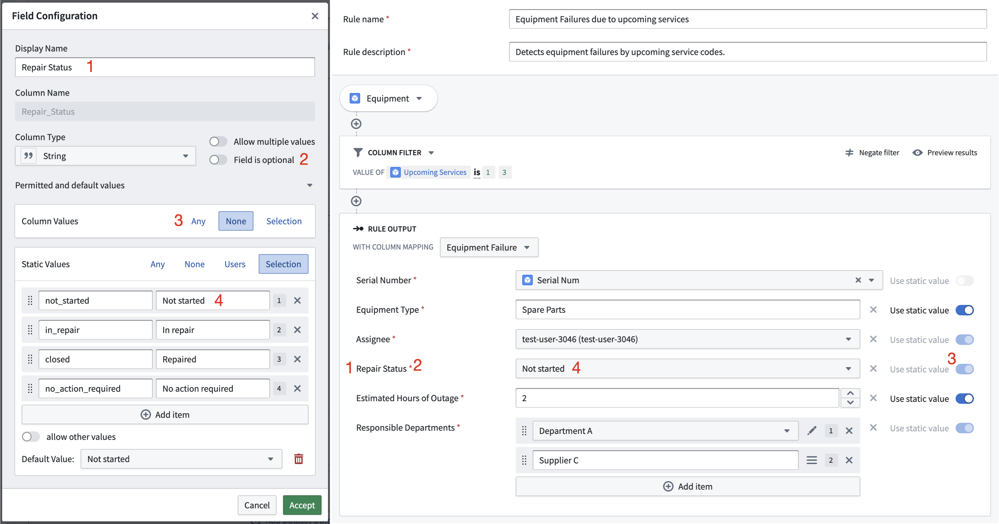 Field Configuration
Display Name
Repair Status 1
Column Name
Repair_Status
Column Type
String
Allow multiple values
Field is optional 2
Permitted and default values
Column Values 3 Any None Selection
Static Values Any None Users Selection
not_started Not started 4 1
in_repair In repair 2
closed Repaired 3
no_action_required No action required 4
Add item
allow other values
Default Value: Not started
Cancel Accept
Rule name * Equipment Failures due to upcoming services
Rule description * Detects equipment failures by upcoming service codes.
Equipment
COLUMN FILTER Negate filter Preview results
VALUE OF Upcoming Services is 1 3
RULE OUTPUT
WITH COLUMN MAPPING Equipment Failure
Serial Number * Serial Num Use static value
Equipment Type * Spare Parts Use static value
Assignee * test-user-3046 (test-user-3046) Use static value
3
1 Repair Status * 2 Not started 4 Use static value
Estimated Hours of Outage * 2 Use static value
Responsible Departments * Department A 1 Use static value
Supplier C 2
Add item